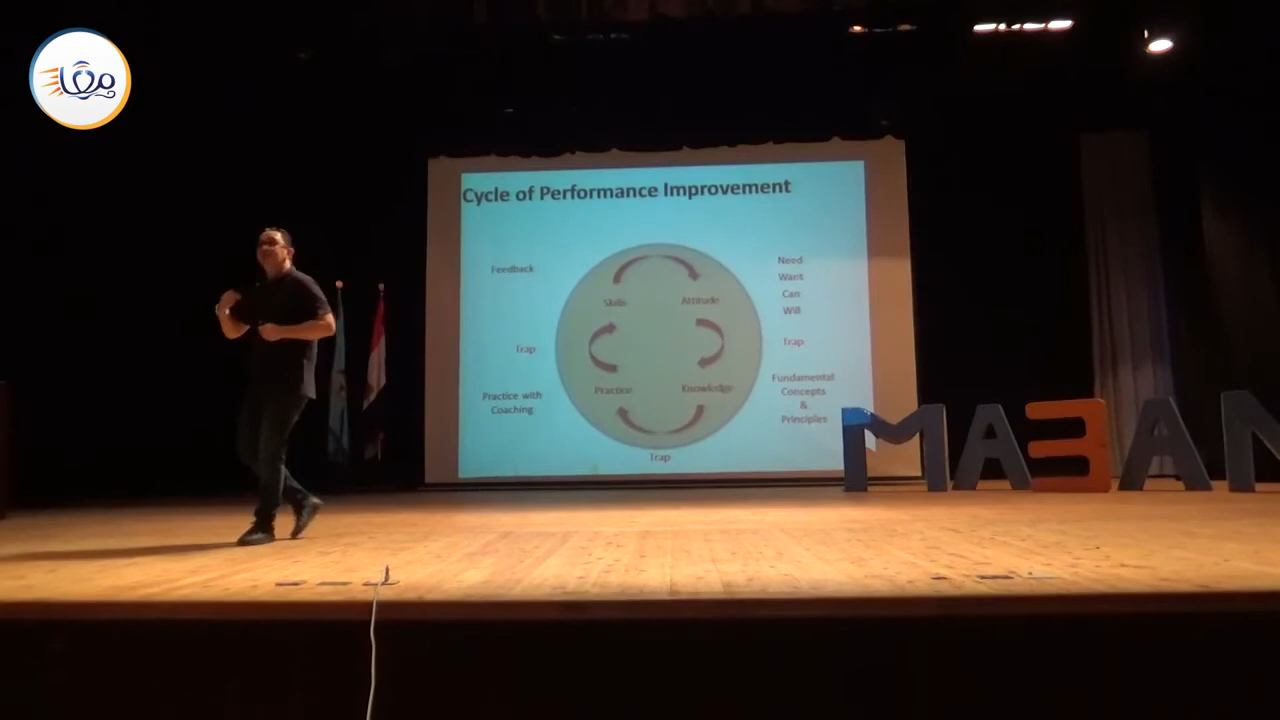 معا
Cycle of Performance Improvement
Feedback
Need
Want
Can
Will
Skills
Attitude
Trap
Trap
Practice
Knowledge
Practice with
Coaching
Fundamental
Concepts
&
Principles
Trap
MA3AN